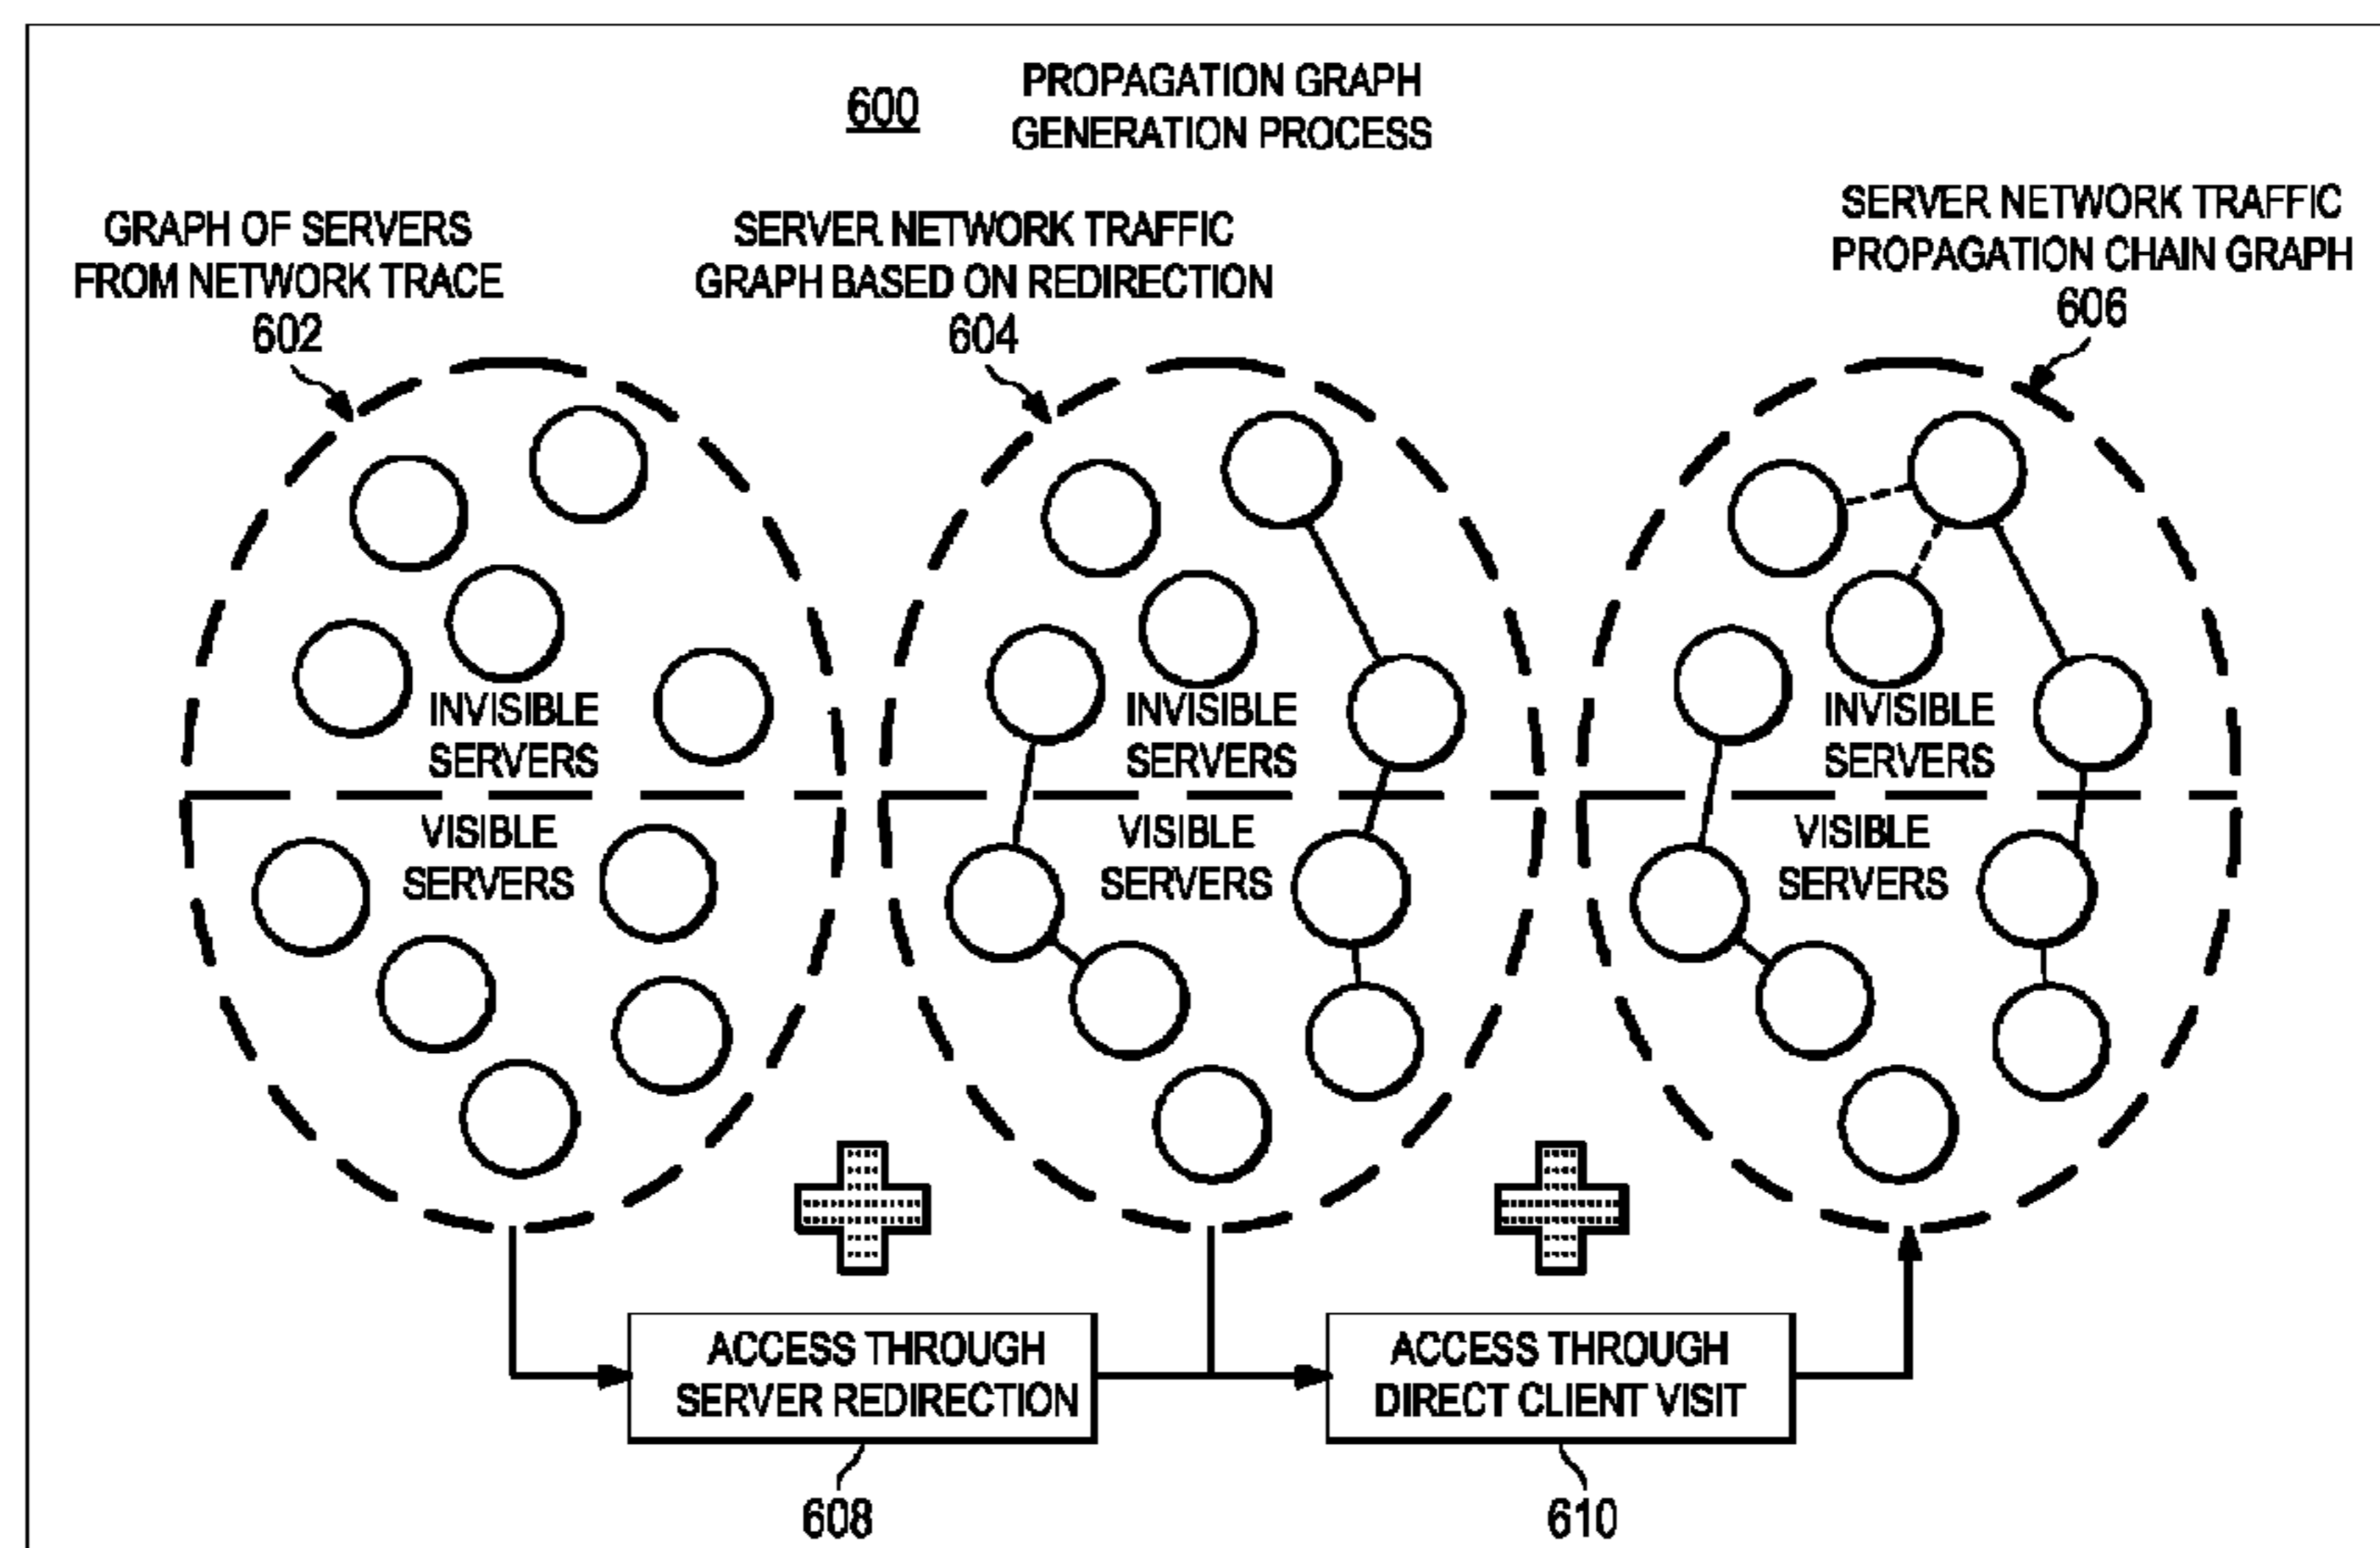 600
PROPAGATION GRAPH
GENERATION PROCESS
GRAPH OF SERVERS
FROM NETWORK TRACE
602
SERVER NETWORK TRAFFIC
GRAPH BASED ON REDIRECTION
604
SERVER NETWORK TRAFFIC
PROPAGATION CHAIN GRAPH
606
INVISIBLE
SERVERS
VISIBLE
SERVERS
INVISIBLE
SERVERS
VISIBLE
SERVERS
INVISIBLE
SERVERS
VISIBLE
SERVERS
ACCESS THROUGH
SERVER REDIRECTION
608
ACCESS THROUGH
DIRECT CLIENT VISIT
610